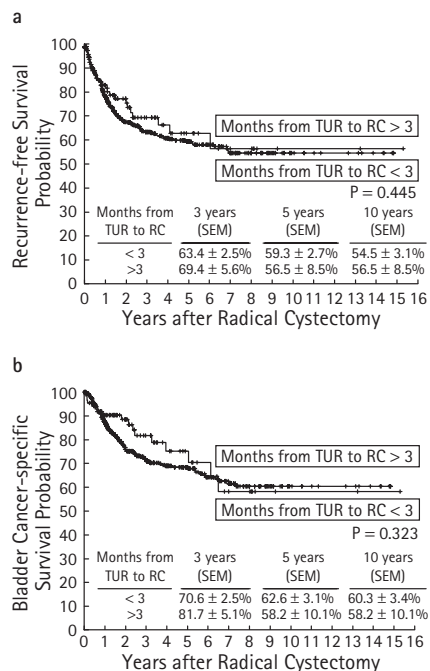 a
Recurrence-free Survival
Probability
100
90
80
70
60
50
40
30
20
10
0
Months from TUR to RC > 3
Months from TUR to RC < 3
P = 0.445
Months from 3 years 5 years 10 years
TUR to RC (SEM) (SEM) (SEM)
< 3 63.4 ± 2.5% 59.3 ± 2.7% 54.5 ± 3.1%
>3 69.4 ± 5.6% 56.5 ± 8.5% 56.5 ± 8.5%
0 1 2 3 4 5 6 7 8 9 10 11 12 13 14 15 16
Years after Radical Cystectomy
b
Bladder Cancer-specific
Survival Probability
100
90
80
70
60
50
40
30
20
10
0
Months from TUR to RC > 3
Months from TUR to RC < 3
P = 0.323
Months from 3 years 5 years 10 years
TUR to RC (SEM) (SEM) (SEM)
< 3 70.6 ± 2.5% 62.6 ± 3.1% 60.3 ± 3.4%
>3 81.7 ± 5.1% 58.2 ± 10.1% 58.2 ± 10.1%
0 1 2 3 4 5 6 7 8 9 10 11 12 13 14 15 16
Years after Radical Cystectomy